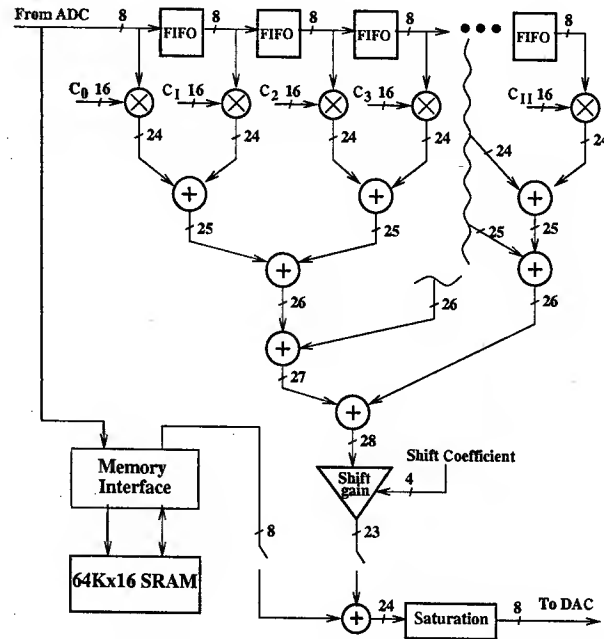 From ADC
8
FIFO
8
FIFO
8
FIFO
8
FIFO
8
C0 16
C1 16
C2 16
C3 16
C11 16
24
24
24
24
24
24
25
25
25
25
26
26
26
27
28
Shift Coefficient
Shift
gain
4
Memory
Interface
8
23
64Kx16 SRAM
24
Saturation
8
To DAC